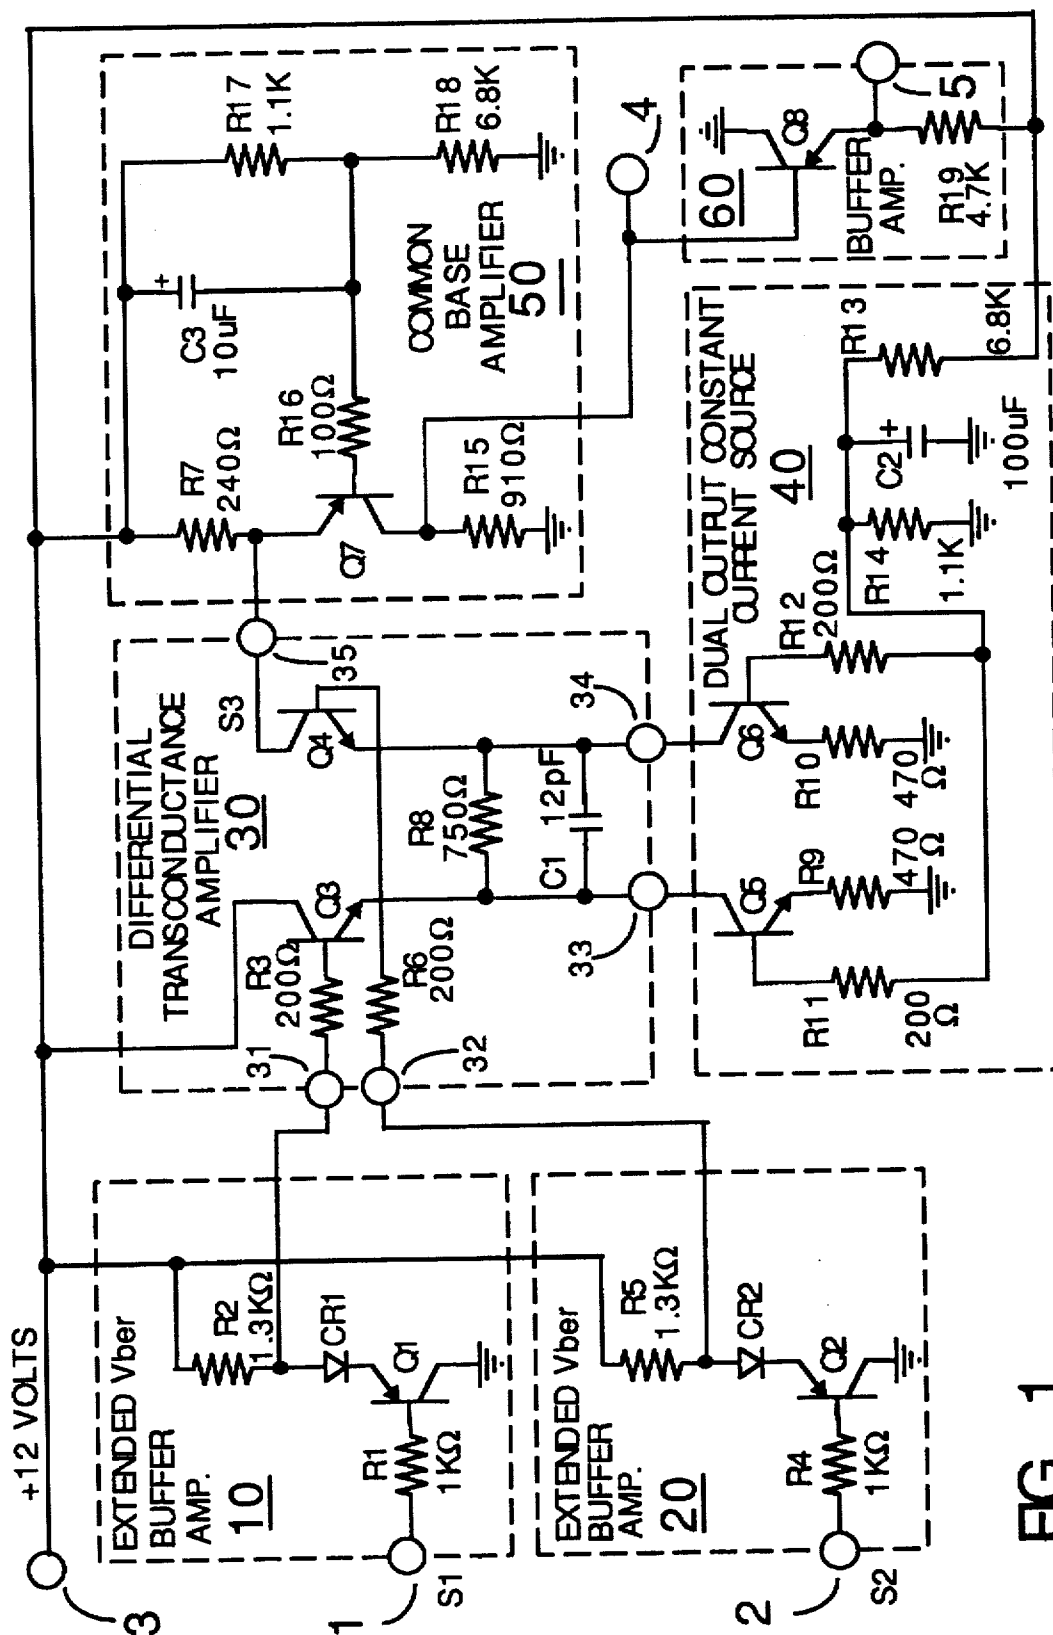 +12 VOLTS
3
EXTENDED Vber
BUFFER
AMP.
10
R2
1.3KΩ
CR1
Q1
R1
1KΩ
1
S1
EXTENDED Vber
BUFFER
AMP.
20
R5
1.3KΩ
CR2
Q2
R4
1KΩ
2
S2
DIFFERENTIAL
TRANSCONDUCTANCE
AMPLIFIER
30
31
32
R3
200Ω
Q3
R6
200Ω
S3
Q4
35
R8
750Ω
C1
12pF
33
34
R17
1.1K
R18
6.8K
C3
+
10uF
R7
240Ω
R16
100Ω
Q7
R15
910Ω
COMMON
BASE
AMPLIFIER
50
4
60
Q8
BUFFER
AMP.
5
R19
4.7K
DUAL OUTPUT CONSTANT
CURRENT SOURCE
40
Q5
Q6
R9
470
Ω
R10
470
Ω
R11
200
Ω
R12
200Ω
R14
1.1K
C2
+
100uF
R13
6.8K
FIG. 1